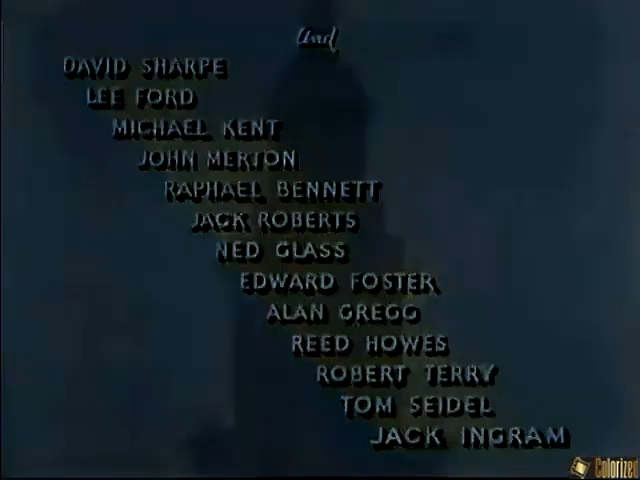 And
DAVID SHARPE
LEE FORD
MICHAEL KENT
JOHN MERTON
RAPHAEL BENNETT
JACK ROBERTS
NED GLASS
EDWARD FOSTER
ALAN GREGG
REED HOWES
ROBERT TERRY
TOM SEIDEL
JACK INGRAM
Colorized